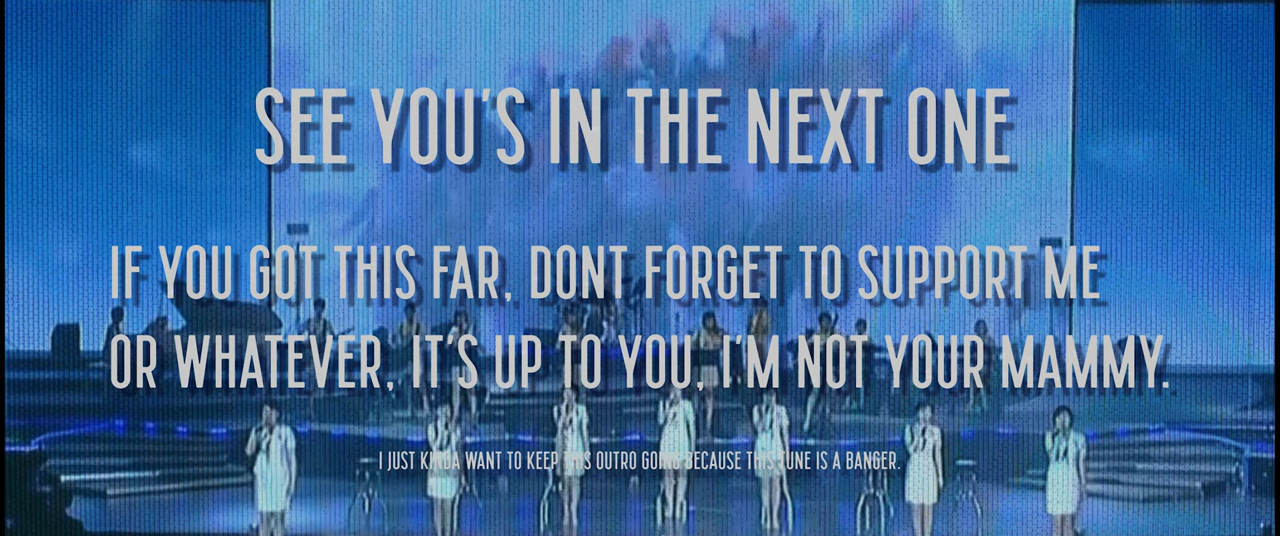 SEE YOU'S IN THE NEXT ONE
IF YOU GOT THIS FAR, DONT FORGET TO SUPPORT ME
OR WHATEVER, IT'S UP TO YOU, I'M NOT YOUR MAMMY.
I JUST KINDA WANT TO KEEP THIS OUTRO GOING BECAUSE THIS TUNE IS A BANGER.